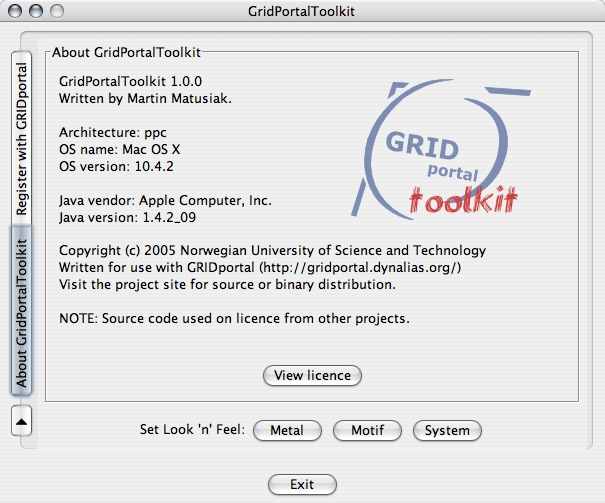 GridPortalToolkit
Register with GRIDportal
About GridPortalToolkit
About GridPortalToolkit
GridPortalToolkit 1.0.0
Written by Martin Matusiak.
Architecture: ppc
OS name: Mac OS X
OS version: 10.4.2
Java vendor: Apple Computer, Inc.
Java version: 1.4.2_09
GRID
portal
toolkit
Copyright (c) 2005 Norwegian University of Science and Technology
Written for use with GRIDportal (http://gridportal.dynalias.org/)
Visit the project site for source or binary distribution.
NOTE: Source code used on licence from other projects.
View licence
Set Look 'n' Feel: Metal Motif System
Exit